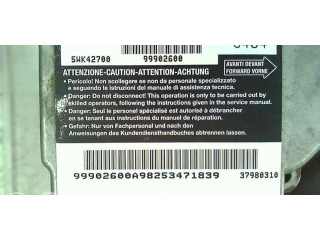 5WK42700 99902600
AVANTI DEVANT
FORWARD VORNE
ATTENZIONE-CAUTION-ATTENTION-ACHTUNG
• Pericolo! Non scollegare se non da personale specializzato
e seguendo le istruzioni del manuale di assistenza tecnica.
• Danger: Do not disconnect! This operation is only to be carried out by
skilled operators, following the instructions given in the service manual.
• Danger: Seul le personnel spécialisé est autorisé à débrancher
en se tenant aux instructions du manuel
de réparation.
• Gefahr: Nur von Fachpersonal und nach den
Anweisungen des Kundendiensthandbuches abtrennen lassen.
99902600A98253471839 37980310